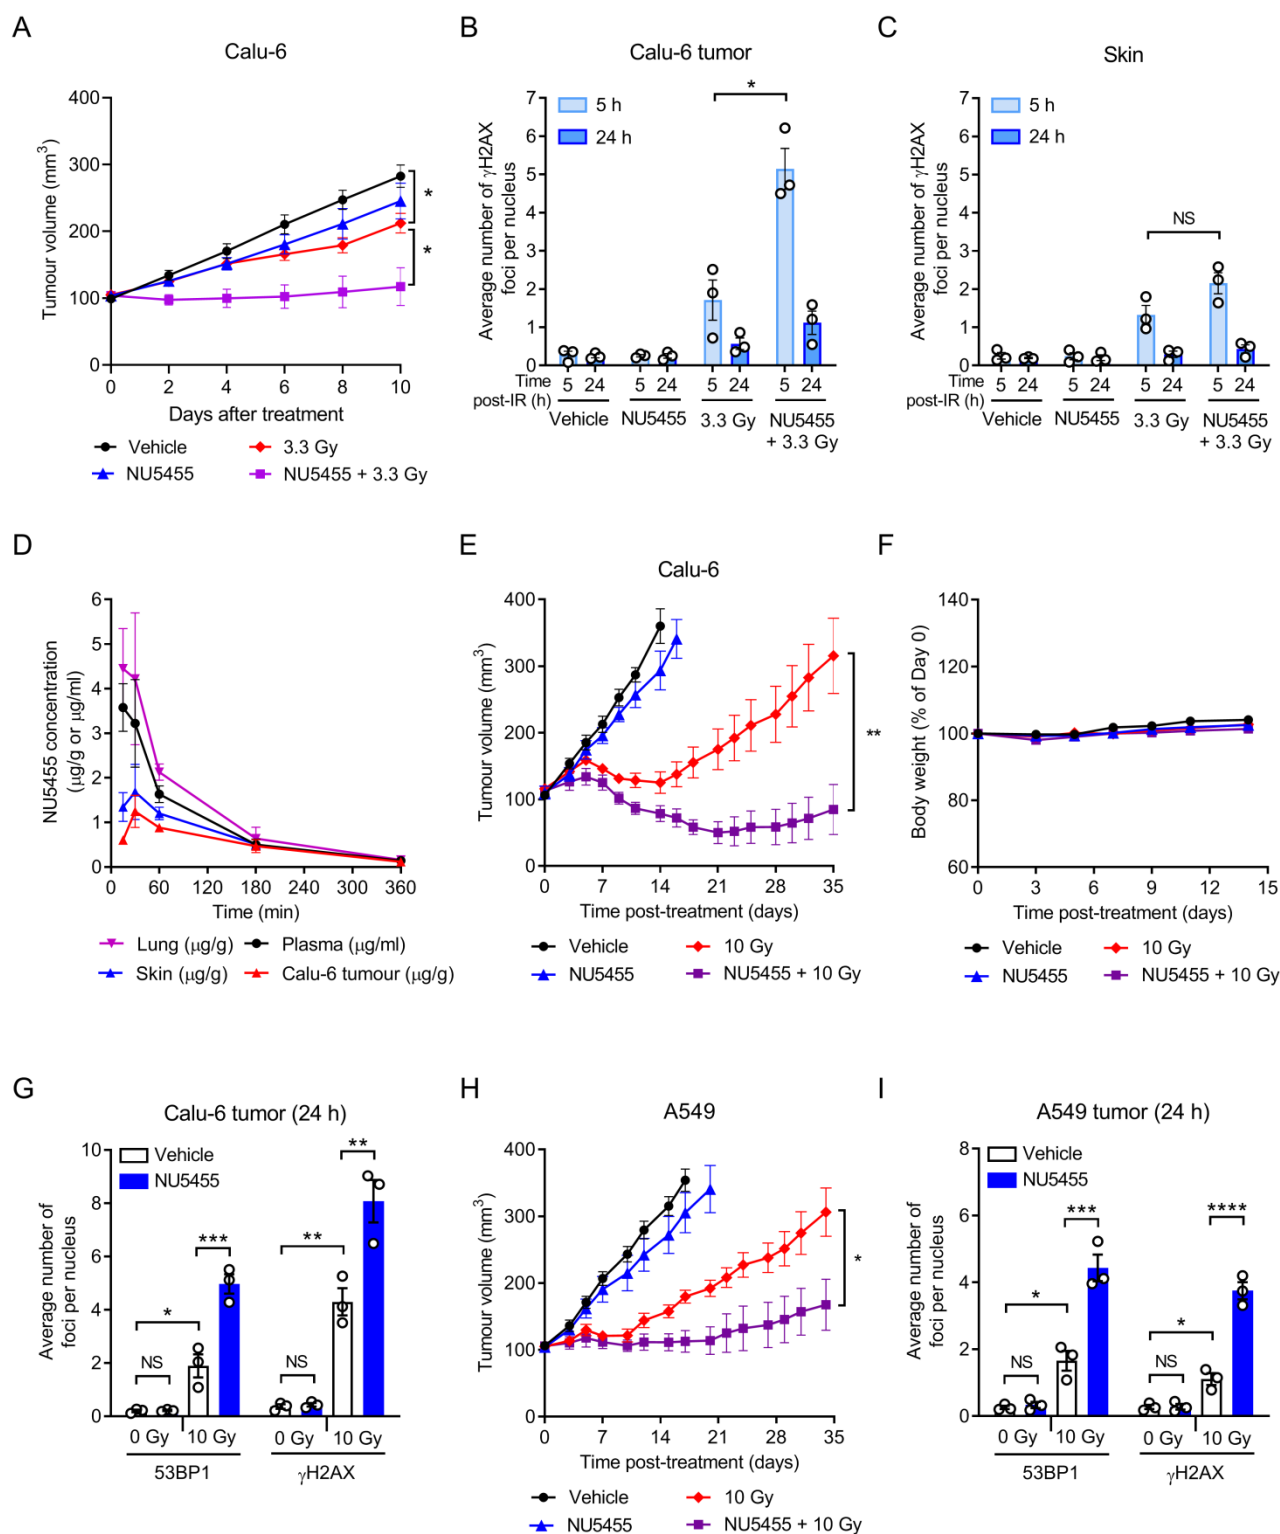 A
Calu-6
Tumour volume (mm³)
400
300
200
100
0
0 2 4 6 8 10
Days after treatment
*
*
Vehicle
3.3 Gy
NU5455
NU5455 + 3.3 Gy
B
Calu-6 tumor
Average number of γH2AX
foci per nucleus
7
6
5
4
3
2
1
0
5 h
24 h
*
Time
post-IR (h)
5 24 5 24 5 24 5 24
Vehicle NU5455 3.3 Gy NU5455
+ 3.3 Gy
C
Skin
Average number of γH2AX
foci per nucleus
7
6
5
4
3
2
1
0
5 h
24 h
NS
Time
post-IR (h)
5 24 5 24 5 24 5 24
Vehicle NU5455 3.3 Gy NU5455
+ 3.3 Gy
D
NU5455 concentration
(μg/g or μg/ml)
6
5
4
3
2
1
0
0 60 120 180 240 300 360
Time (min)
Lung (μg/g)
Plasma (μg/ml)
Skin (μg/g)
Calu-6 tumour (μg/g)
E
Calu-6
Tumour volume (mm³)
400
300
200
100
0
0 7 14 21 28 35
Time post-treatment (days)
**
Vehicle
10 Gy
NU5455
NU5455 + 10 Gy
F
Body weight (% of Day 0)
140
120
100
80
60
0 3 6 9 12 15
Time post-treatment (days)
Vehicle
10 Gy
NU5455
NU5455 + 10 Gy
G
Calu-6 tumor (24 h)
Average number of
foci per nucleus
10
8
6
4
2
0
Vehicle
NU5455
NS
*
***
NS
**
**
0 Gy 10 Gy 0 Gy 10 Gy
53BP1 γH2AX
H
A549
Tumour volume (mm³)
400
300
200
100
0
0 7 14 21 28 35
Time post-treatment (days)
*
Vehicle
10 Gy
NU5455
NU5455 + 10 Gy
I
A549 tumor (24 h)
Average number of
foci per nucleus
8
6
4
2
0
Vehicle
NU5455
NS
*
***
NS
*
****
0 Gy 10 Gy 0 Gy 10 Gy
53BP1 γH2AX